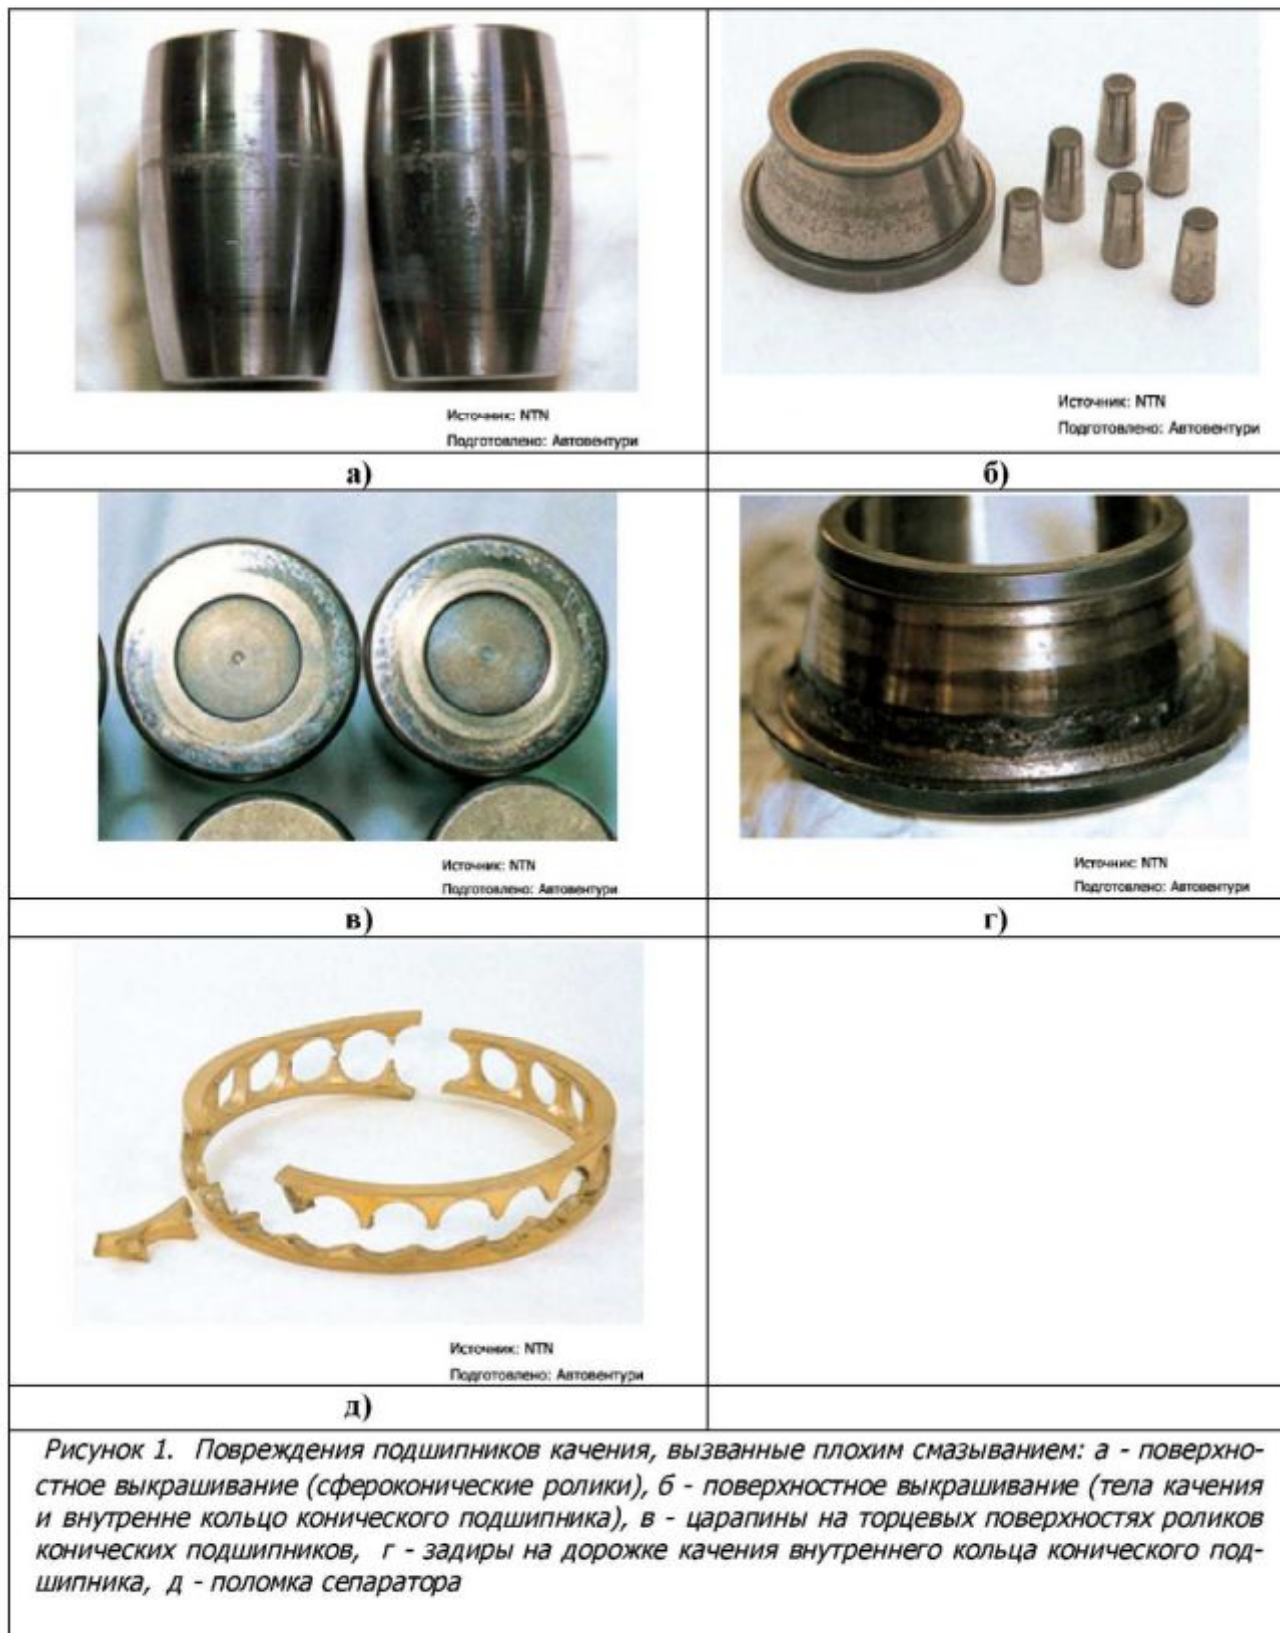 Источник: NTN
Подготовлено: Автовентури
Источник: NTN
Подготовлено: Автовентури
а)
б)
Источник: NTN
Подготовлено: Автовентури
Источник: NTN
Подготовлено: Автовентури
в)
г)
Источник: NTN
Подготовлено: Автовентури
д)
Рисунок 1. Повреждения подшипников качения, вызванные плохим смазыванием: а - поверхно-
стное выкрашивание (сфероконические ролики), б - поверхностное выкрашивание (тела качения
и внутренне кольцо конического подшипника), в - царапины на торцевых поверхностях роликов
конических подшипников, г - задиры на дорожке качения внутреннего кольца конического под-
шипника, д - поломка сепаратора